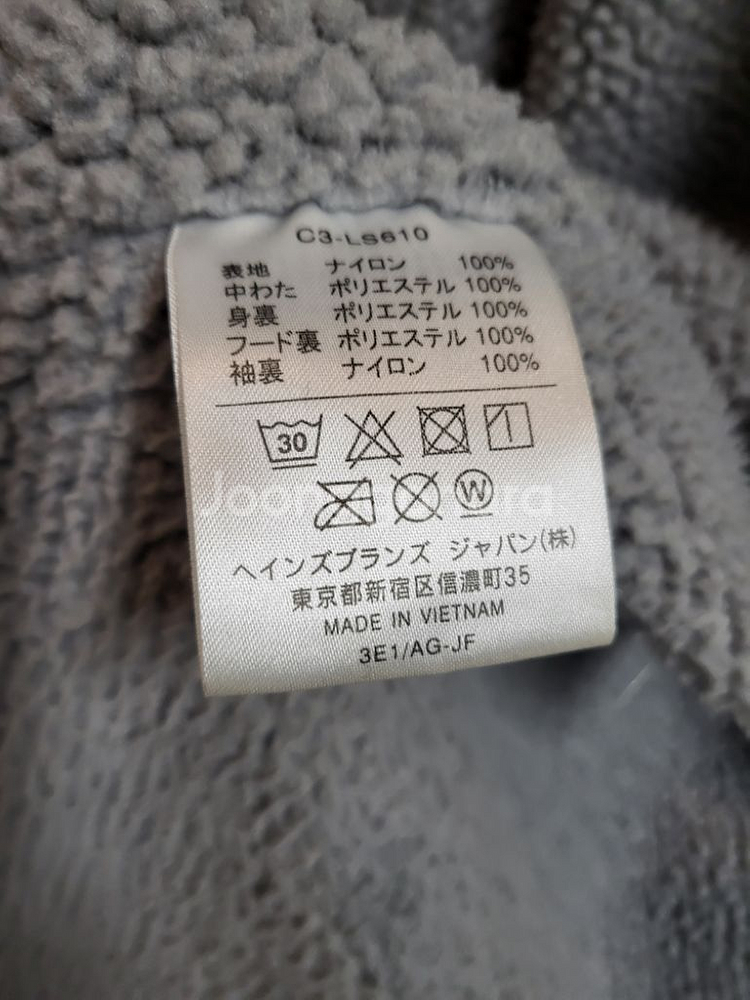 C3-LS610
表地 ナイロン 100%
中わた ポリエステル 100%
身裏 ポリエステル 100%
フード裏 ポリエステル 100%
袖裏 ナイロン 100%
30
W
ヘインズブランズ ジャパン(株)
東京都新宿区信濃町35
MADE IN VIETNAM
3E1/AG-JF